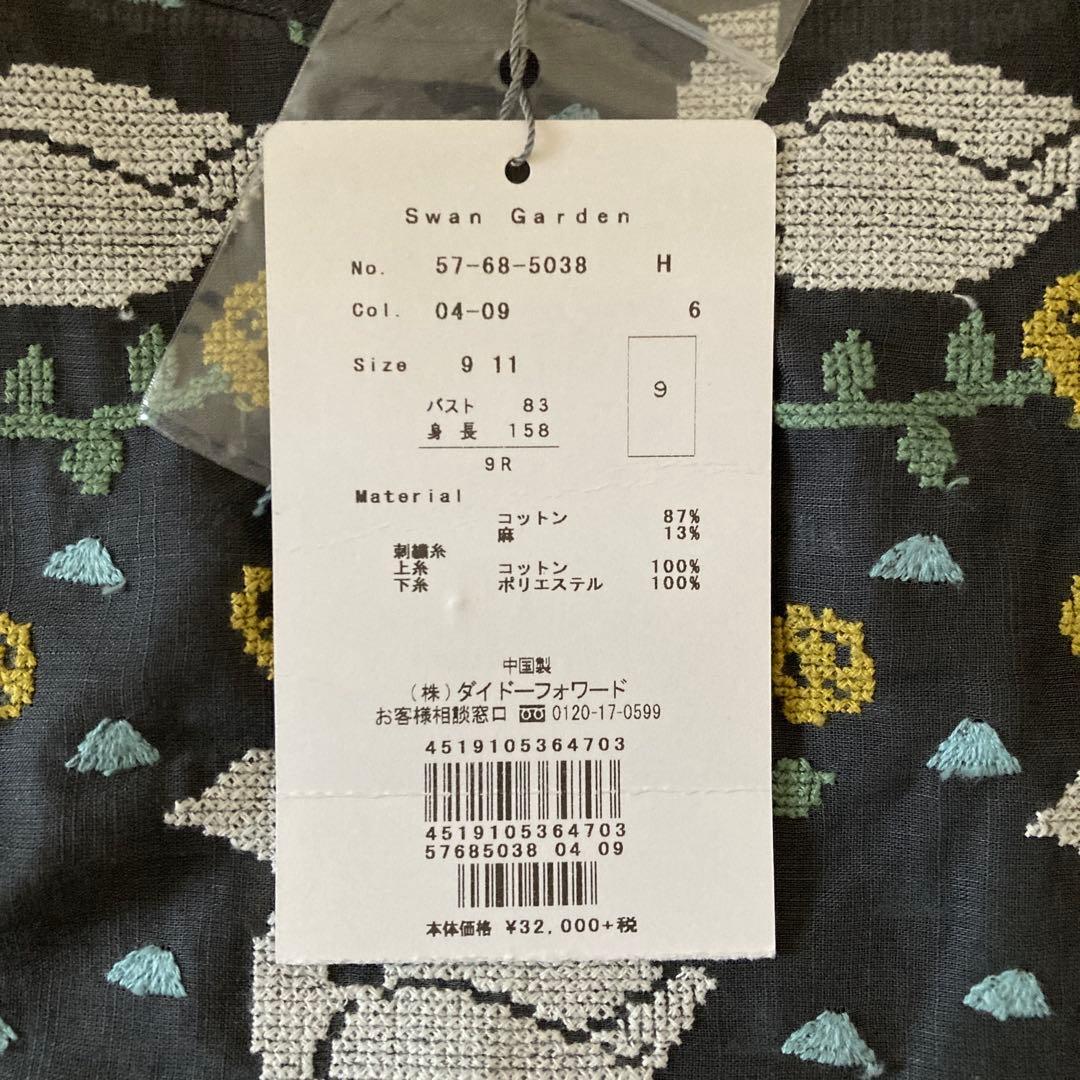 Swan Garden
No. 57-68-5038 H
Col. 04-09 6
Size 9 11
9
バスト 83
身長 158
9R
Material
コットン 87%
麻 13%
刺繍糸
上糸 コットン 100%
下糸 ポリエステル 100%
中国製
(株)ダイドーフォワード
お客様相談窓口 0120-17-0599
4519105364703
4519105364703
57685038 04 09
本体価格 ¥32,000+税